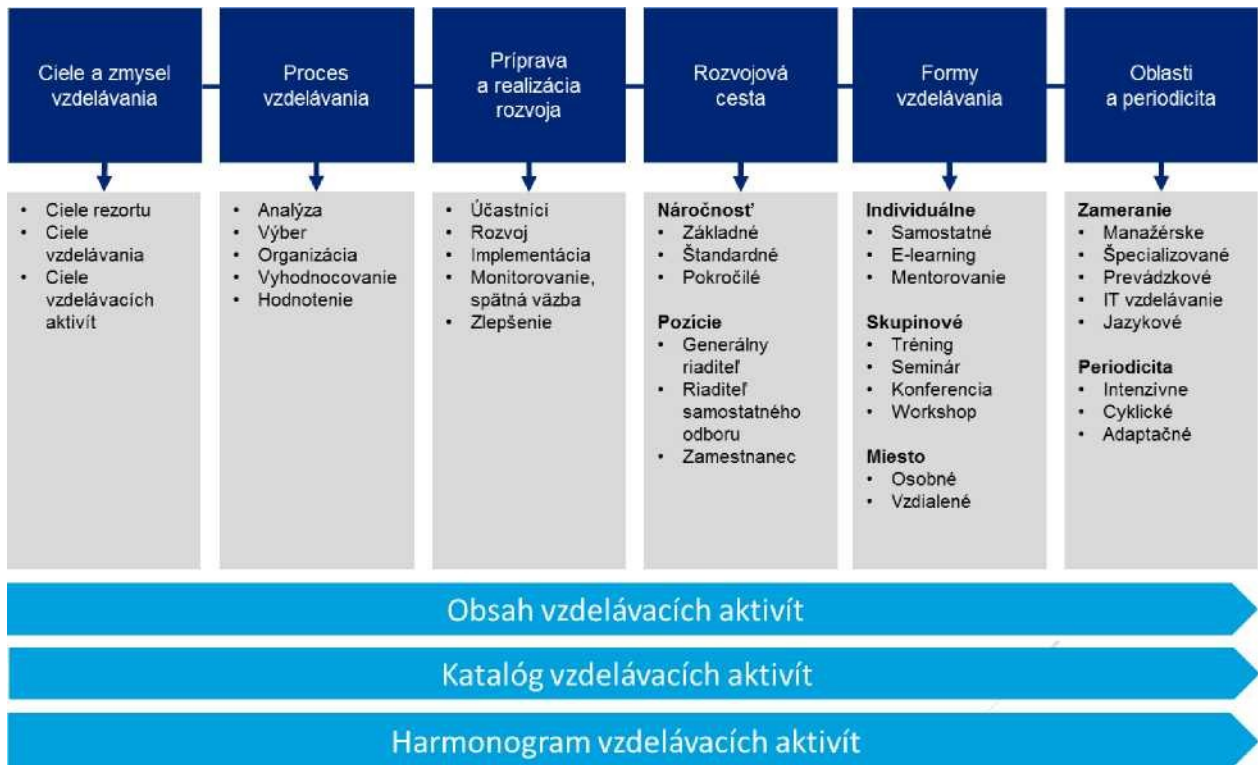 Ciele a zmysel
vzdelávania
Proces
vzdelávania
Príprava
a realizácia
rozvoja
Rozvojová
cesta
Formy
vzdelávania
Oblasti
a periodicita
• Ciele rezortu
• Ciele
vzdelávania
• Ciele
vzdelávacích
aktivít
• Analýza
• Výber
• Organizácia
• Vyhodnocovanie
• Hodnotenie
• Účastníci
• Rozvoj
• Implementácia
• Monitorovanie,
spätná väzba
• Zlepšenie
Náročnosť
• Základné
• Štandardné
• Pokročilé
Pozície
• Generálny
riaditeľ
• Riaditeľ
samostatného
odboru
• Zamestnanec
Individuálne
• Samostatné
• E-learning
• Mentorovanie
Skupinové
• Tréning
• Seminár
• Konferencia
• Workshop
Miesto
• Osobné
• Vzdialené
Zameranie
• Manažérske
• Špecializované
• Prevádzkové
• IT vzdelávanie
• Jazykové
Periodicita
• Intenzívne
• Cyklické
• Adaptačné
Obsah vzdelávacích aktivít
Katalóg vzdelávacích aktivít
Harmonogram vzdelávacích aktivít